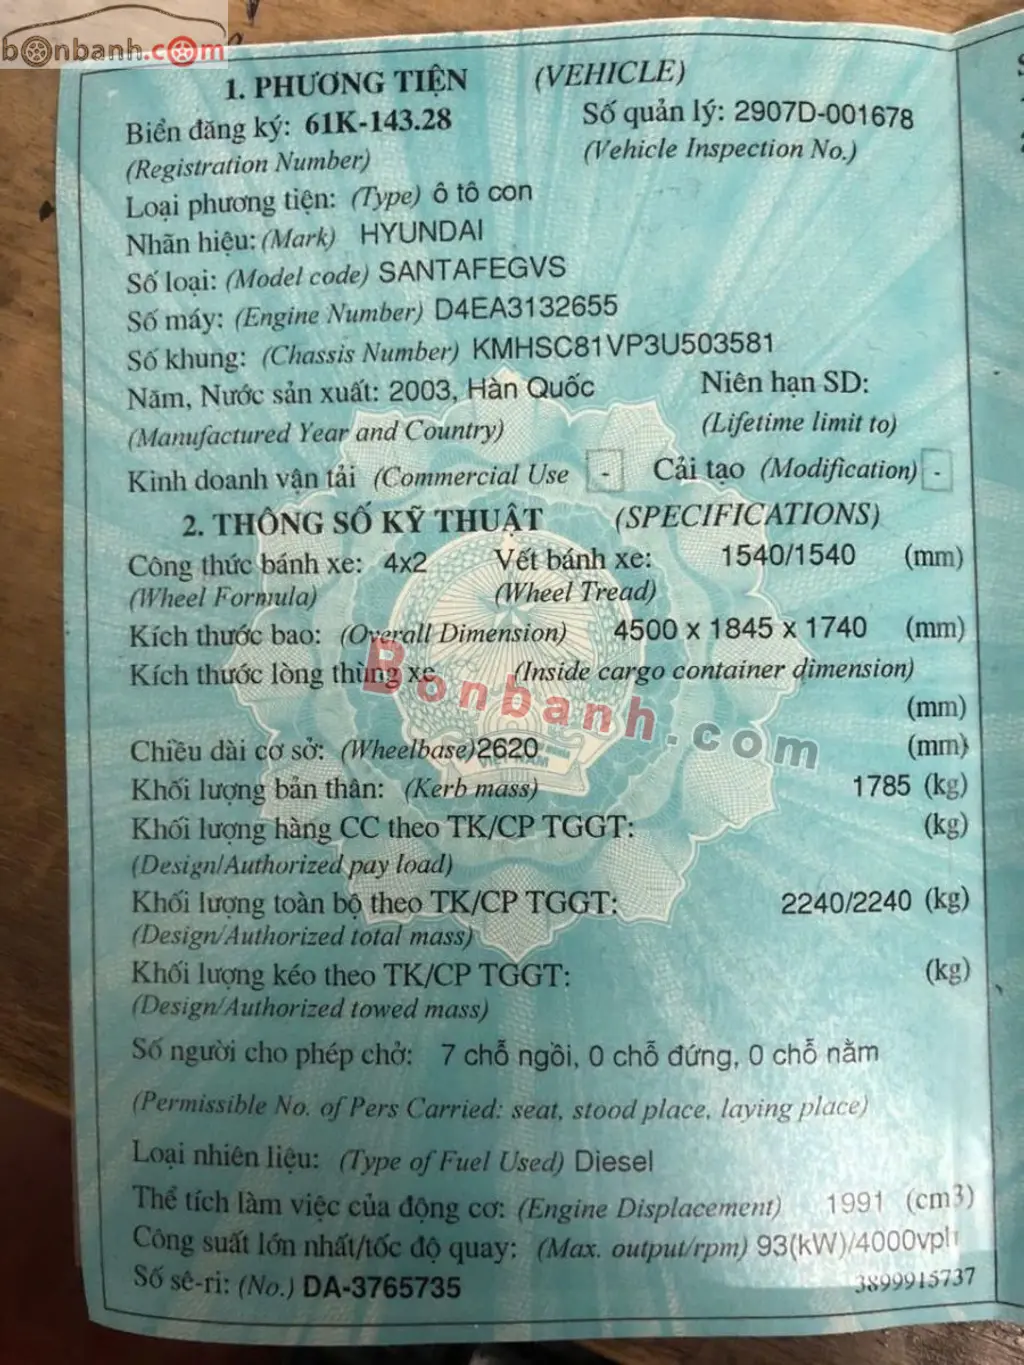 bonbanh.com
1. PHƯƠNG TIỆN (VEHICLE)
Biển đăng ký: 61K-143.28 Số quản lý: 2907D-001678
(Registration Number) (Vehicle Inspection No.)
Loại phương tiện: (Type) ô tô con
Nhãn hiệu: (Mark) HYUNDAI
Số loại: (Model code) SANTAFEGVS
Số máy: (Engine Number) D4EA3132655
Số khung: (Chassis Number) KMHSC81VP3U503581
Năm, Nước sản xuất: 2003, Hàn Quốc Niên hạn SD:
(Manufactured Year and Country) (Lifetime limit to)
Kinh doanh vận tải (Commercial Use - Cải tạo (Modification) -
2. THÔNG SỐ KỸ THUẬT (SPECIFICATIONS)
Công thức bánh xe: 4x2 Vết bánh xe: 1540/1540 (mm)
(Wheel Formula) (Wheel Tread)
Kích thước bao: (Overall Dimension) 4500 x 1845 x 1740 (mm)
Kích thước lòng thùng xe (Inside cargo container dimension)
Bonbanh.com
(mm)
Chiều dài cơ sở: (Wheelbase) 2620 (mm)
VIỆT NAM
Khối lượng bản thân: (Kerb mass) 1785 (kg)
Khối lượng hàng CC theo TK/CP TGGT: (kg)
(Design/Authorized pay load)
Khối lượng toàn bộ theo TK/CP TGGT: 2240/2240 (kg)
(Design/Authorized total mass)
Khối lượng kéo theo TK/CP TGGT: (kg)
(Design/Authorized towed mass)
Số người cho phép chở: 7 chỗ ngồi, 0 chỗ đứng, 0 chỗ nằm
(Permissible No. of Pers Carried: seat, stood place, laying place)
Loại nhiên liệu: (Type of Fuel Used) Diesel
Thể tích làm việc của động cơ: (Engine Displacement) 1991 (cm3)
Công suất lớn nhất/tốc độ quay: (Max. output/rpm) 93(kW)/4000vph
Số sê-ri: (No.) DA-3765735 3899915737